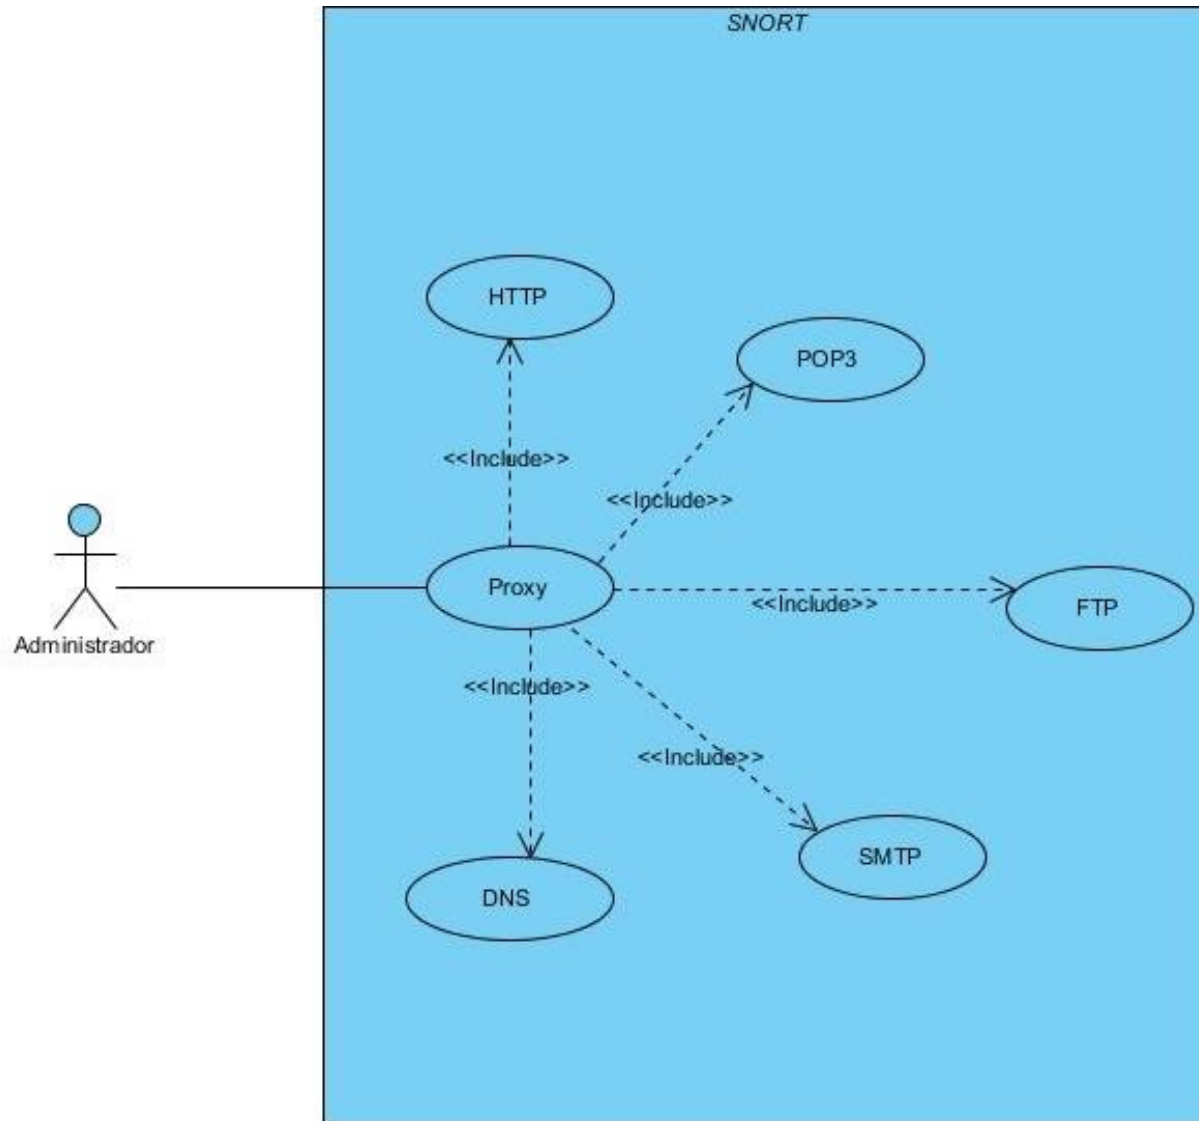 SNORT
HTTP
POP3
<<Include>>
<<Include>>
Proxy
<<Include>>
FTP
Administrador
<<Include>>
<<Include>>
SMTP
DNS